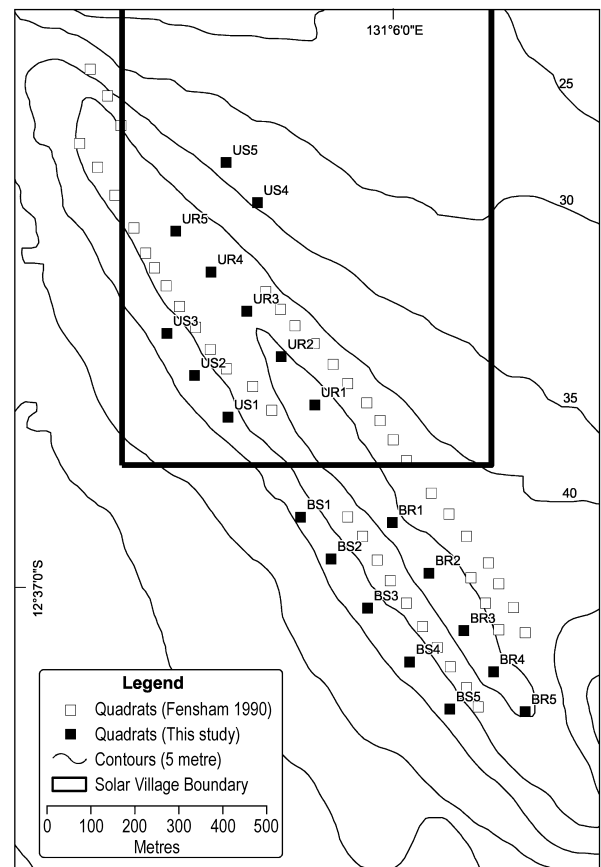 131°6'0"E
25
US5
US4
30
UR5
UR4
UR3
US3
UR2
US2
UR1
35
US1
40
BS1
BR1
BS2
BR2
12°37'0"S
BS3
BR3
BS4
BR4
BS5
BR5
Legend
Quadrats (Fensham 1990)
Quadrats (This study)
Contours (5 metre)
Solar Village Boundary
0 100 200 300 400 500
Metres